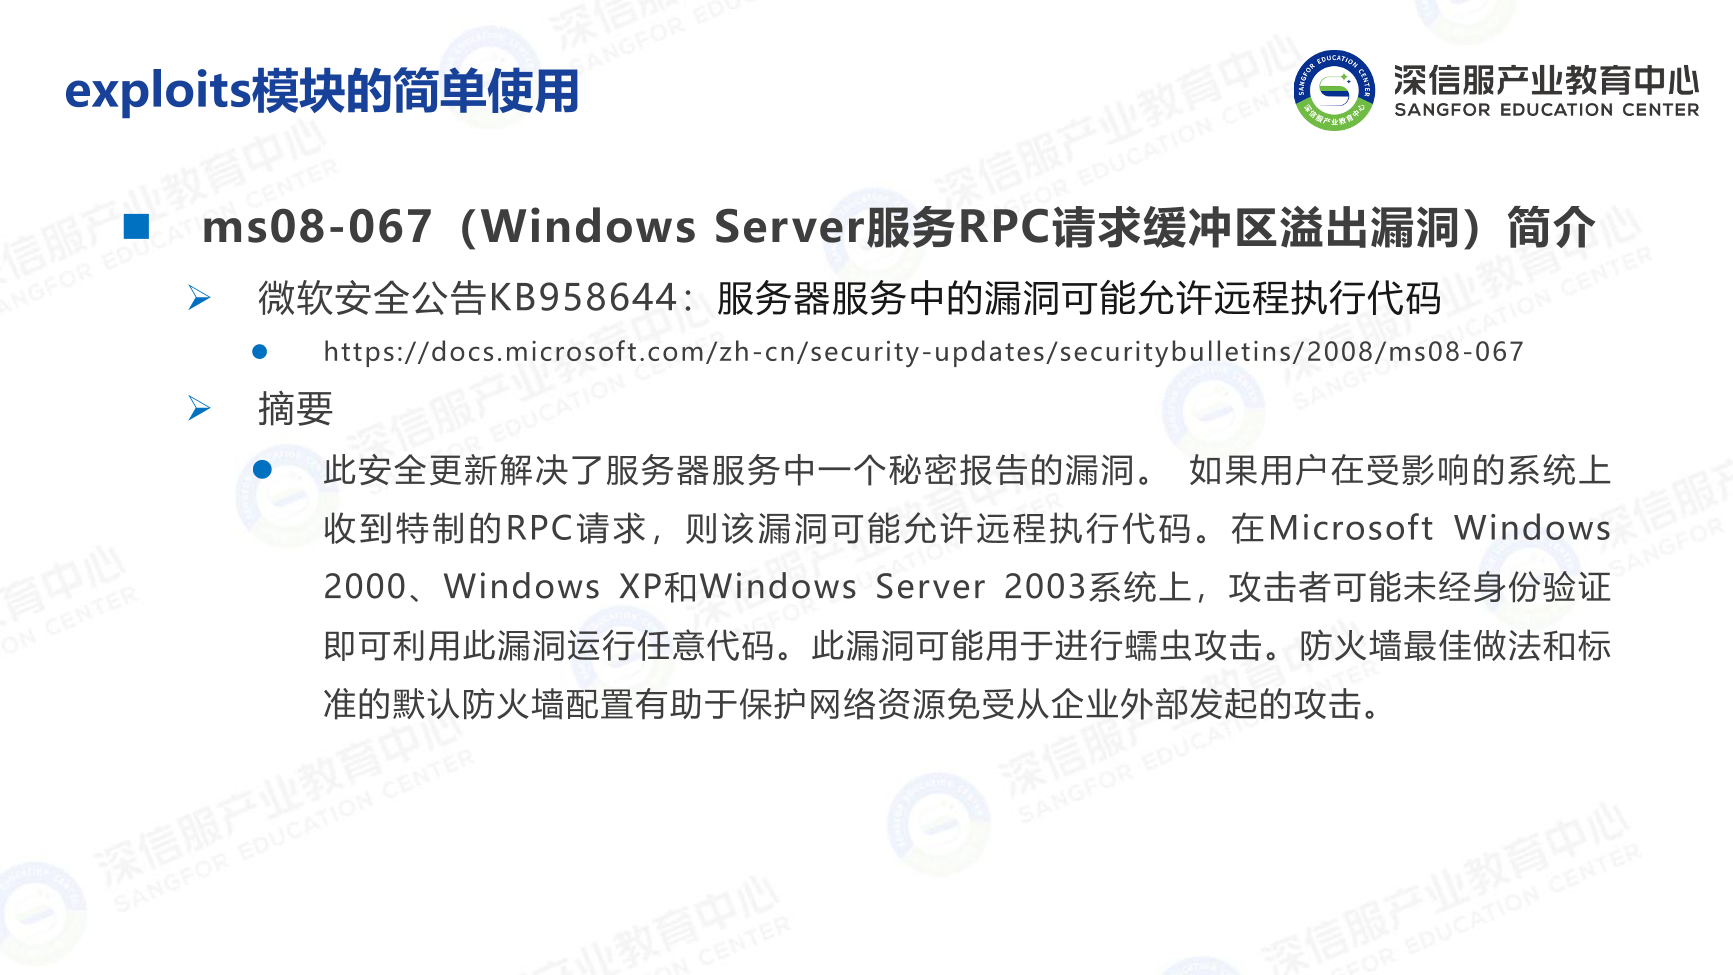 exploits模块的简单使用
深信服产业教育中心
SANGFOR EDUCATION CENTER
ms08-067（Windows Server服务RPC请求缓冲区溢出漏洞）简介
微软安全公告KB958644：服务器服务中的漏洞可能允许远程执行代码
https://docs.microsoft.com/zh-cn/security-updates/securitybulletins/2008/ms08-067
摘要
此安全更新解决了服务器服务中一个秘密报告的漏洞。 如果用户在受影响的系统上
收到特制的RPC请求，则该漏洞可能允许远程执行代码。在Microsoft Windows
2000、Windows XP和Windows Server 2003系统上，攻击者可能未经身份验证
即可利用此漏洞运行任意代码。此漏洞可能用于进行蠕虫攻击。防火墙最佳做法和标
准的默认防火墙配置有助于保护网络资源免受从企业外部发起的攻击。